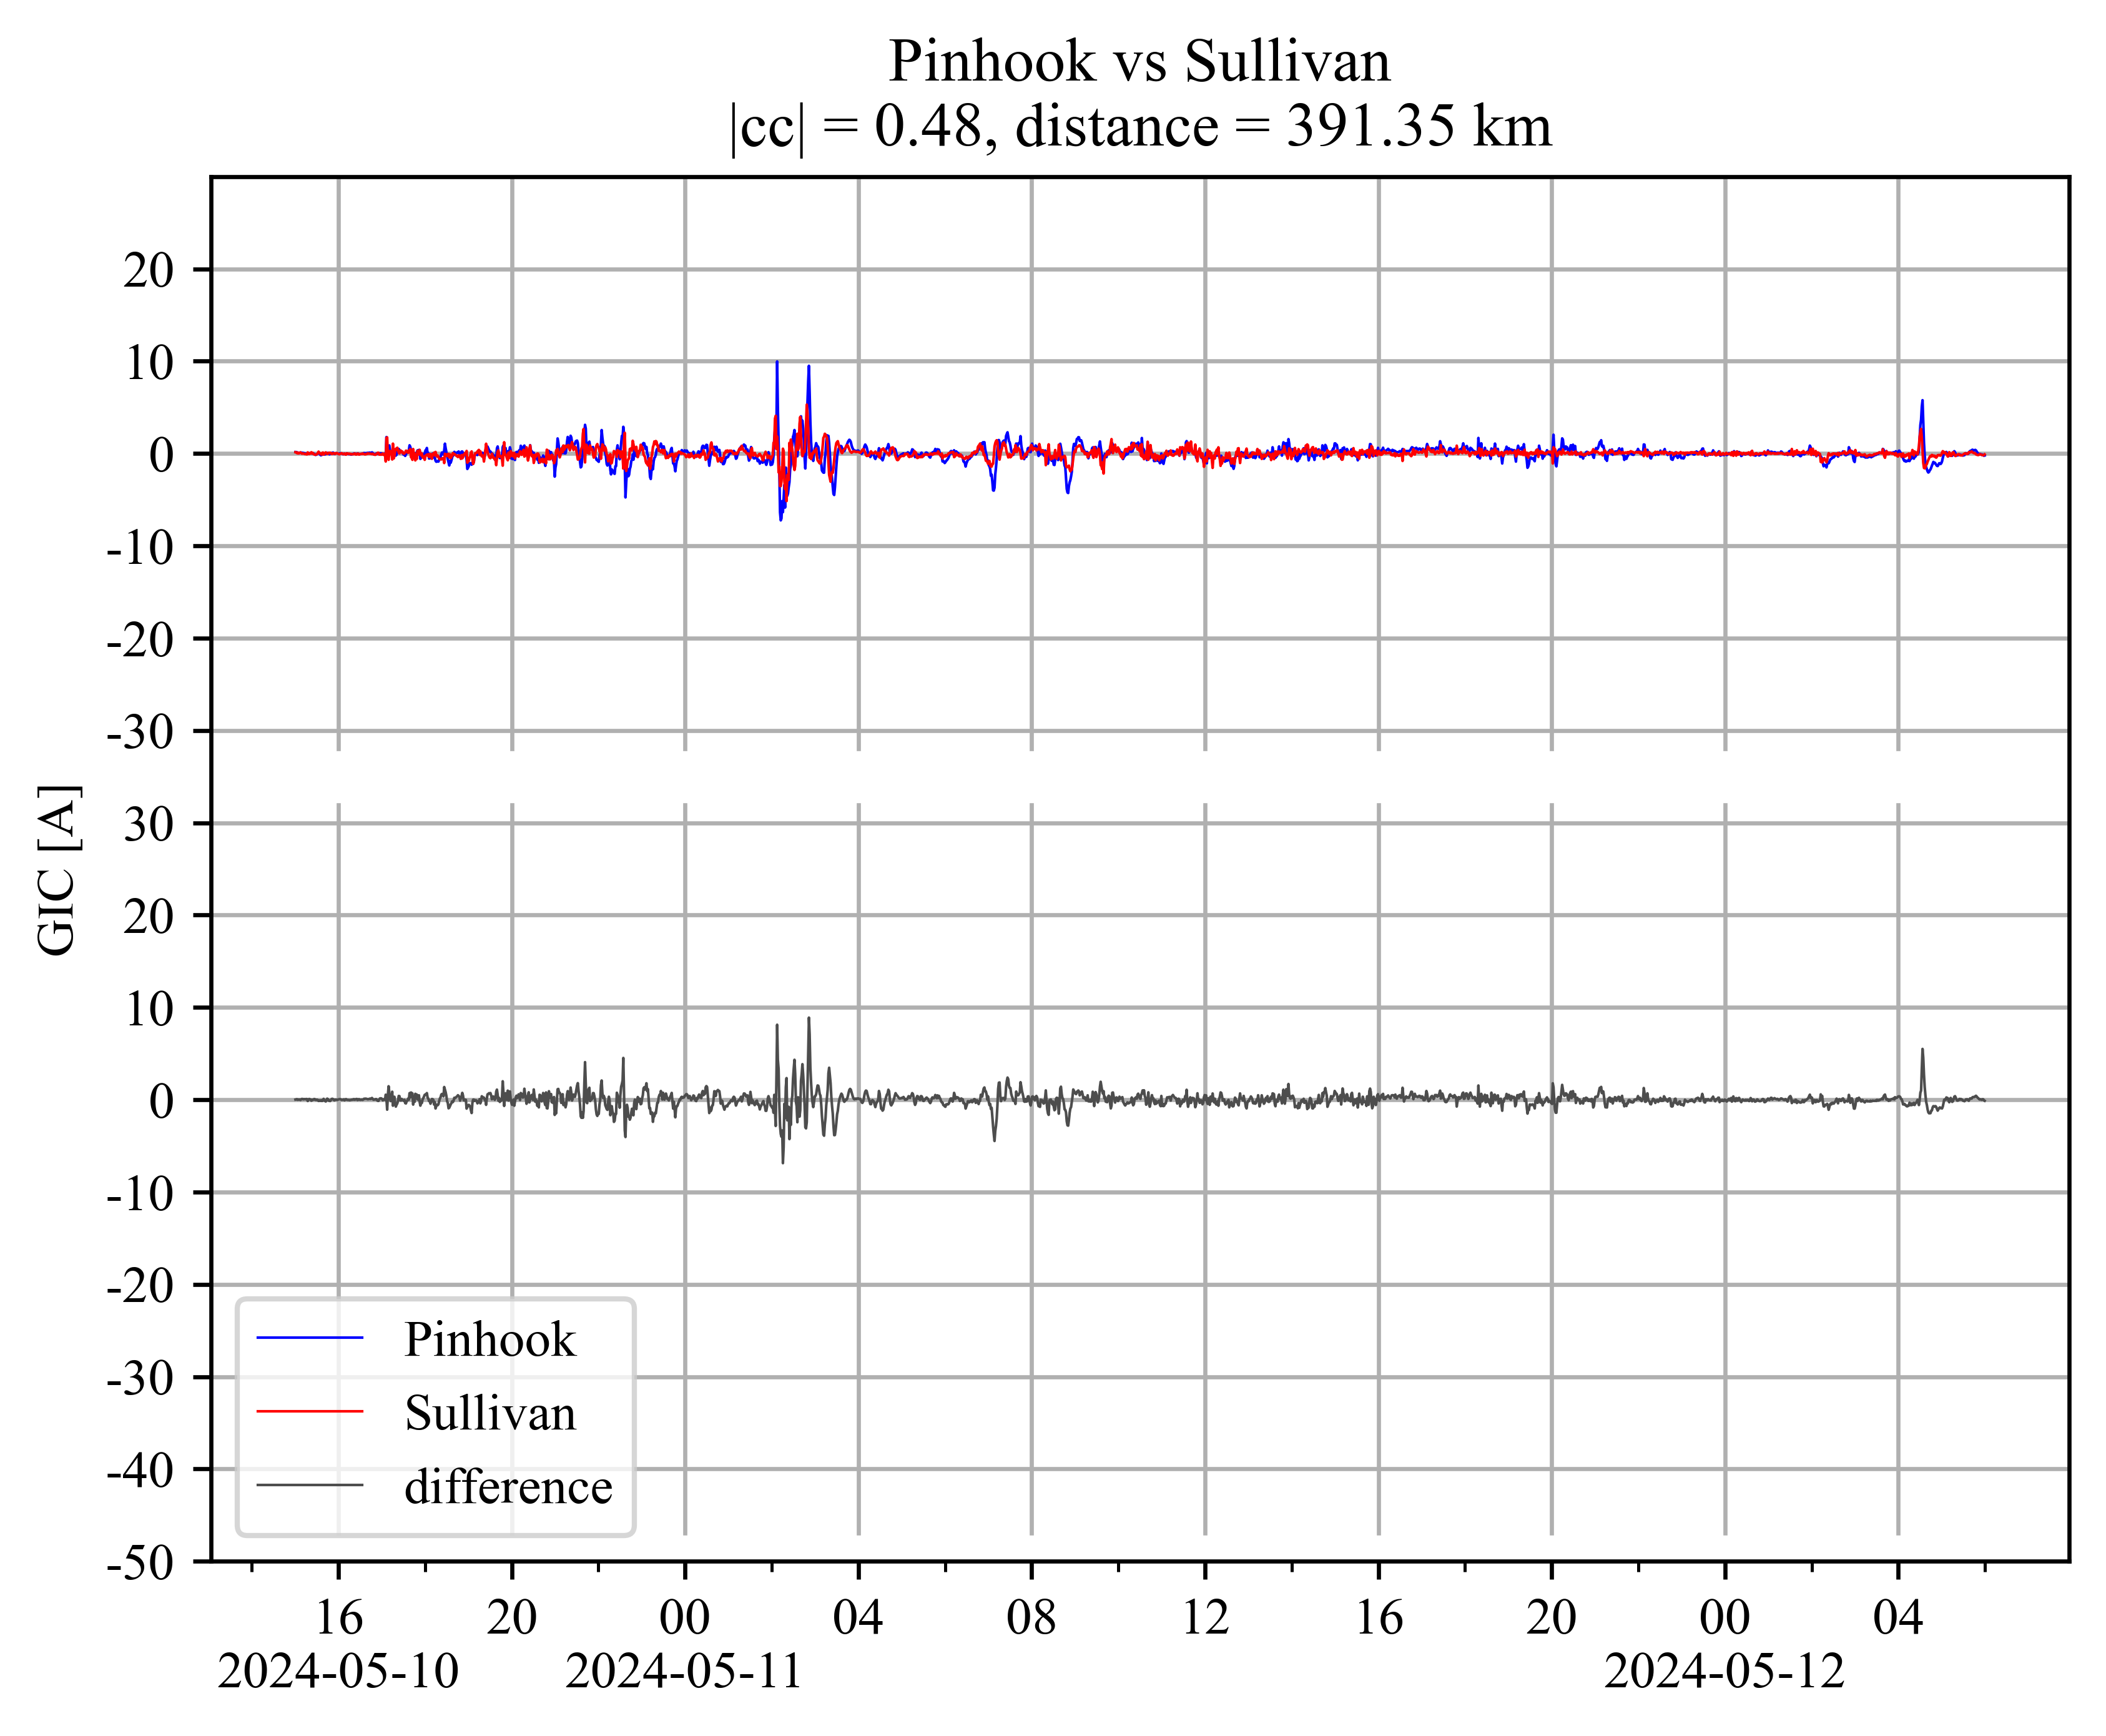 Pinhook vs Sullivan
|cc| = 0.48, distance = 391.35 km
GIC [A]
20
10
0
-10
-20
-30
30
20
10
0
-10
-20
-30
-40
-50
Pinhook
Sullivan
difference
16 20 00 04 08 12 16 20 00 04
2024-05-10 2024-05-11 2024-05-12